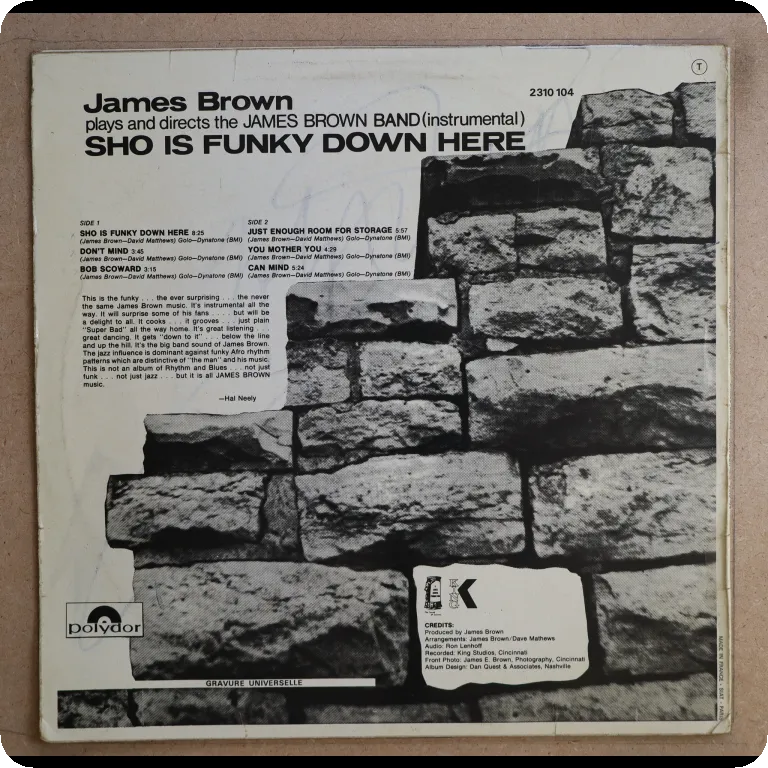 T
2310 104
James Brown
plays and directs the JAMES BROWN BAND (instrumental)
SHO IS FUNKY DOWN HERE
SIDE 1
SHO IS FUNKY DOWN HERE 8:25
(James Brown—David Matthews) Golo—Dynatone (BMI)
DON'T MIND 3:45
(James Brown—David Matthews) Golo—Dynatone (BMI)
BOB SCOWARD 3:15
(James Brown—David Matthews) Golo—Dynatone (BMI)
SIDE 2
JUST ENOUGH ROOM FOR STORAGE 5:57
(James Brown—David Matthews) Golo—Dynatone (BMI)
YOU MOTHER YOU 4:29
(James Brown—David Matthews) Golo—Dynatone (BMI)
CAN MIND 5:24
(James Brown—David Matthews) Golo—Dynatone (BMI)
This is the funky . . . the ever surprising . . . the never
the same James Brown music. It's instrumental all the
way. It will surprise some of his fans . . . . but will be
a delight to all. It cooks . . . it grooves . . . just plain
"Super Bad" all the way home. It's great listening . .
great dancing. It gets "down to it" . . . below the line
and up the hill. It's the big band sound of James Brown.
The jazz influence is dominant against funky Afro rhythm
patterns which are distinctive of "the man" and his music.
This is not an album of Rhythm and Blues . . . not just
funk . . . not just jazz . . . but it is all JAMES BROWN
music.
—Hal Neely
K
CREDITS:
Produced by James Brown
Arrangements: James Brown/Dave Mathews
Audio: Ron Lenhoff
Recorded: King Studios, Cincinnati
Front Photo: James E. Brown, Photography, Cincinnati
Album Design: Dan Quest & Associates, Nashville
polydor
GRAVURE UNIVERSELLE
MADE IN FRANCE